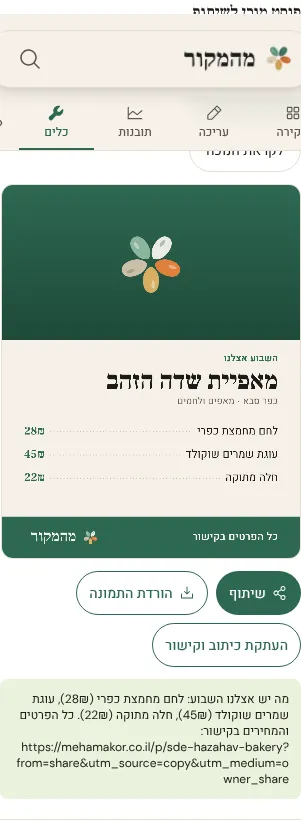 מהמקור
קירה
עריכה
תובנות
כלים
השבוע אצלנו
מאפיית שדה הזהב
כפר סבא · מאפים ולחמים
לחם מחמצת כפרי 28₪
עוגת שמרים שוקולד 45₪
חלה מתוקה 22₪
כל הפרטים בקישור
מהמקור
שיתוף
הורדת התמונה
העתקת כיתוב וקישור
מה יש אצלנו השבוע: לחם מחמצת כפרי (28₪), עוגת
שמרים שוקולד (45₪), חלה מתוקה (22₪). כל הפרטים
והמחירים בקישור:
https://mehamakor.co.il/p/sde-hazahav-bakery?
from=share&utm_source=copy&utm_medium=o
wner_share